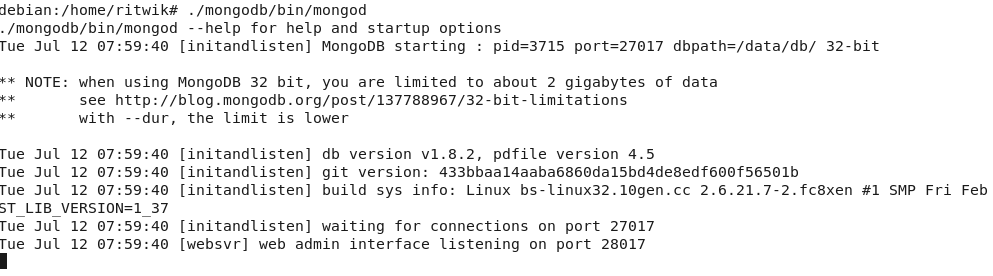 debian:/home/ritwik# ./mongodb/bin/mongod
./mongodb/bin/mongod --help for help and startup options
Tue Jul 12 07:59:40 [initandlisten] MongoDB starting : pid=3715 port=27017 dbpath=/data/db/ 32-bit
** NOTE: when using MongoDB 32 bit, you are limited to about 2 gigabytes of data
** see http://blog.mongodb.org/post/137788967/32-bit-limitations
** with --dur, the limit is lower
Tue Jul 12 07:59:40 [initandlisten] db version v1.8.2, pdfile version 4.5
Tue Jul 12 07:59:40 [initandlisten] git version: 433bbaa14aaba6860da15bd4de8edf600f56501b
Tue Jul 12 07:59:40 [initandlisten] build sys info: Linux bs-linux32.10gen.cc 2.6.21.7-2.fc8xen #1 SMP Fri Feb
ST_LIB_VERSION=1_37
Tue Jul 12 07:59:40 [initandlisten] waiting for connections on port 27017
Tue Jul 12 07:59:40 [websvr] web admin interface listening on port 28017